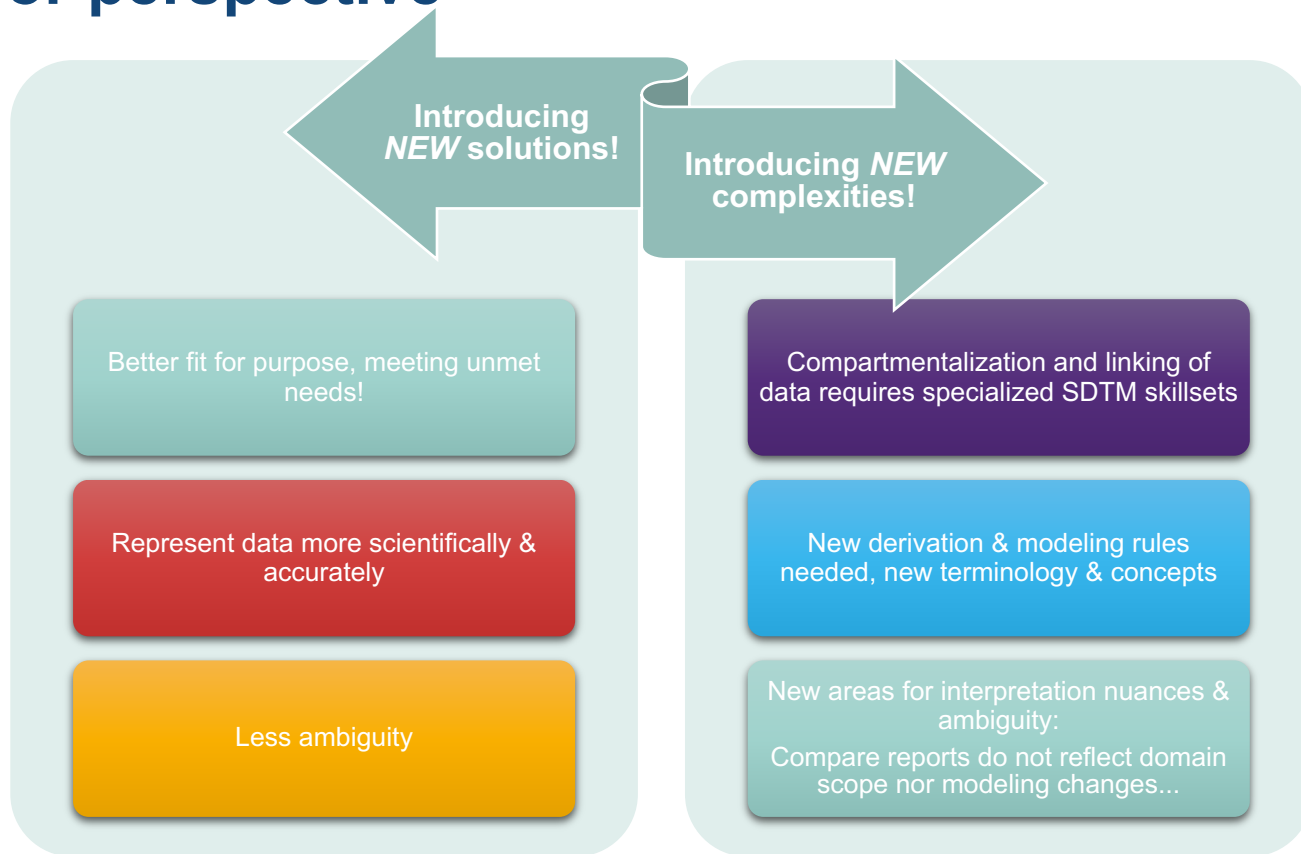 perspective
Introducing
NEW solutions!
Introducing NEW
complexities!
Better fit for purpose, meeting unmet
needs!
Represent data more scientifically &
accurately
Less ambiguity
Compartmentalization and linking of
data requires specialized SDTM skillsets
New derivation & modeling rules
needed, new terminology & concepts
New areas for interpretation nuances &
ambiguity:
Compare reports do not reflect domain
scope nor modeling changes...